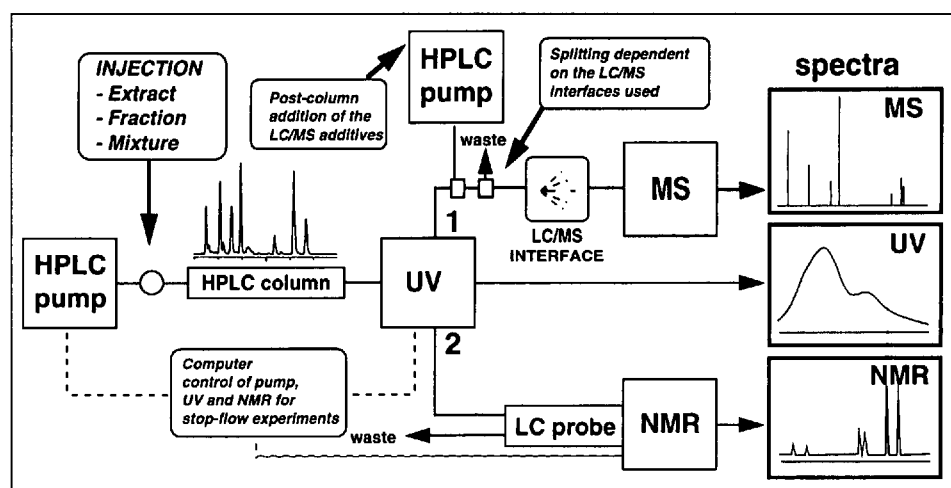 INJECTION
- Extract
- Fraction
- Mixture
Post-column
addition of the
LC/MS additives
HPLC
pump
Splitting dependent
on the LC/MS
Interfaces used
spectra
waste
MS
MS
1
LC/MS
INTERFACE
HPLC
pump
HPLC column
UV
UV
2
Computer
control of pump,
UV and NMR for
stop-flow experiments
waste
LC probe
NMR
NMR